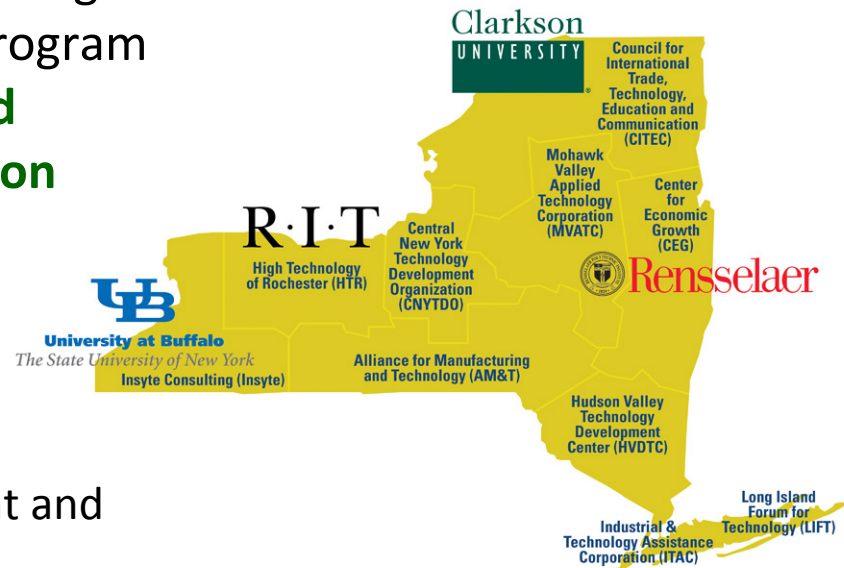 rogram
d
on
Clarkson
UNIVERSITY
Council for
International
Trade,
Technology,
Education and
Communication
(CITEC)
Mohawk
Valley
Applied
Technology
Corporation
(MVATC)
Center
for
Economic
Growth
(CEG)
R·I·T
High Technology
of Rochester (HTR)
Central
New York
Technology
Development
Organization
(CNYTDO)
Rensselaer
UB
University at Buffalo
The State University of New York
Insyte Consulting (Insyte)
Alliance for Manufacturing
and Technology (AM&T)
Hudson Valley
Technology
Development
Center (HVDTC)
t and
Long Island
Forum for
Technology (LIFT)
Industrial &
Technology Assistance
Corporation (ITAC)